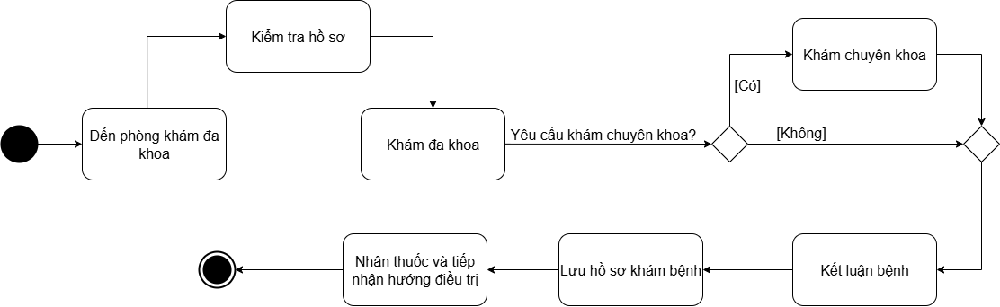 Kiểm tra hồ sơ
Khám chuyên khoa
[Có]
Đến phòng khám đa
khoa
Khám đa khoa
Yêu cầu khám chuyên khoa?
[Không]
Nhận thuốc và tiếp
nhận hướng điều trị
Lưu hồ sơ khám bệnh
Kết luận bệnh